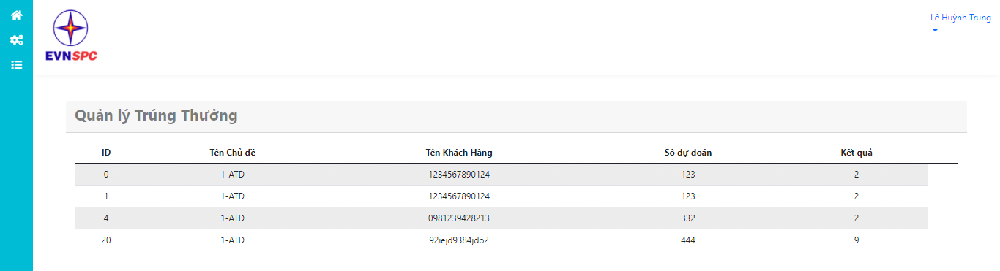 Lê Huỳnh Trung
EVNSPC
Quản lý Trúng Thưởng
ID Tên Chủ đề Tên Khách Hàng Số dự đoán Kết quả
0 1-ATD 1234567890124 123 2
1 1-ATD 1234567890124 123 2
4 1-ATD 0981239428213 332 2
20 1-ATD 92iejd9384jdo2 444 9